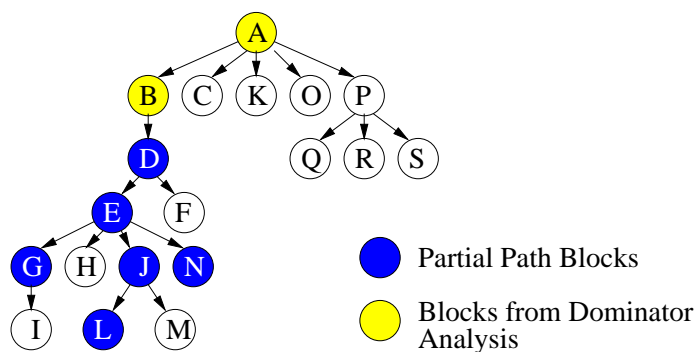 A
B C K O P
D Q R S
E F
G H J N
I L M
Partial Path Blocks
Blocks from Dominator
Analysis